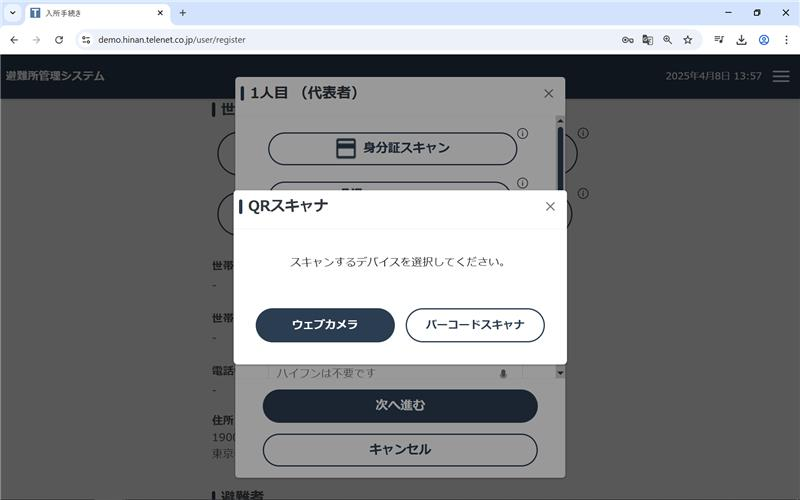 入所手続き
demo.hinan.telenet.co.jp/user/register
避難所管理システム
2025年4月8日 13:57
1人目 （代表者）
身分証スキャン
QRスキャナ
スキャンするデバイスを選択してください。
ウェブカメラ
バーコードスキャナ
世帯
-
世帯
-
電話
-
ハイフンは不要です
住所
1900
東京
次へ進む
キャンセル
避難者